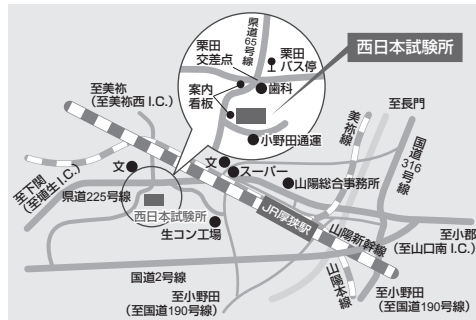 栗田
交差点
県道
65号線
栗田
バス停
西日本試験所
歯科
案内
看板
小野田通運
至美祢
(至美祢西 I.C.)
至長門
美祢線
国道
316号線
文
文
スーパー
山陽総合事務所
至下関
(至埴生 I.C.)
県道225号線
西日本試験所
生コン工場
JR厚狭駅
山陽新幹線
至小郡
(至山口南 I.C.)
国道2号線
至小野田
(至国道190号線)
山陽本線
至小野田
(至国道190号線)